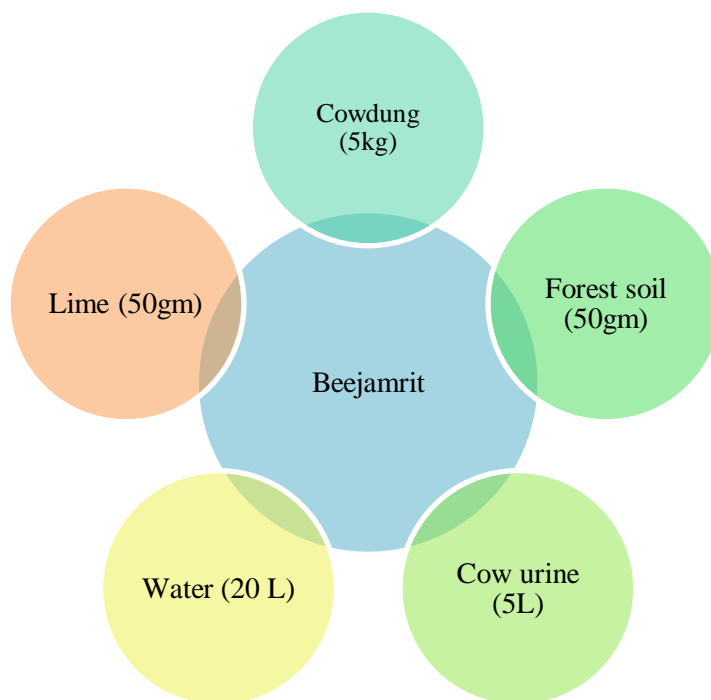 Cowdung
(5kg)
Forest soil
(50gm)
Lime (50gm)
Beejamrit
Cow urine
(5L)
Water (20 L)